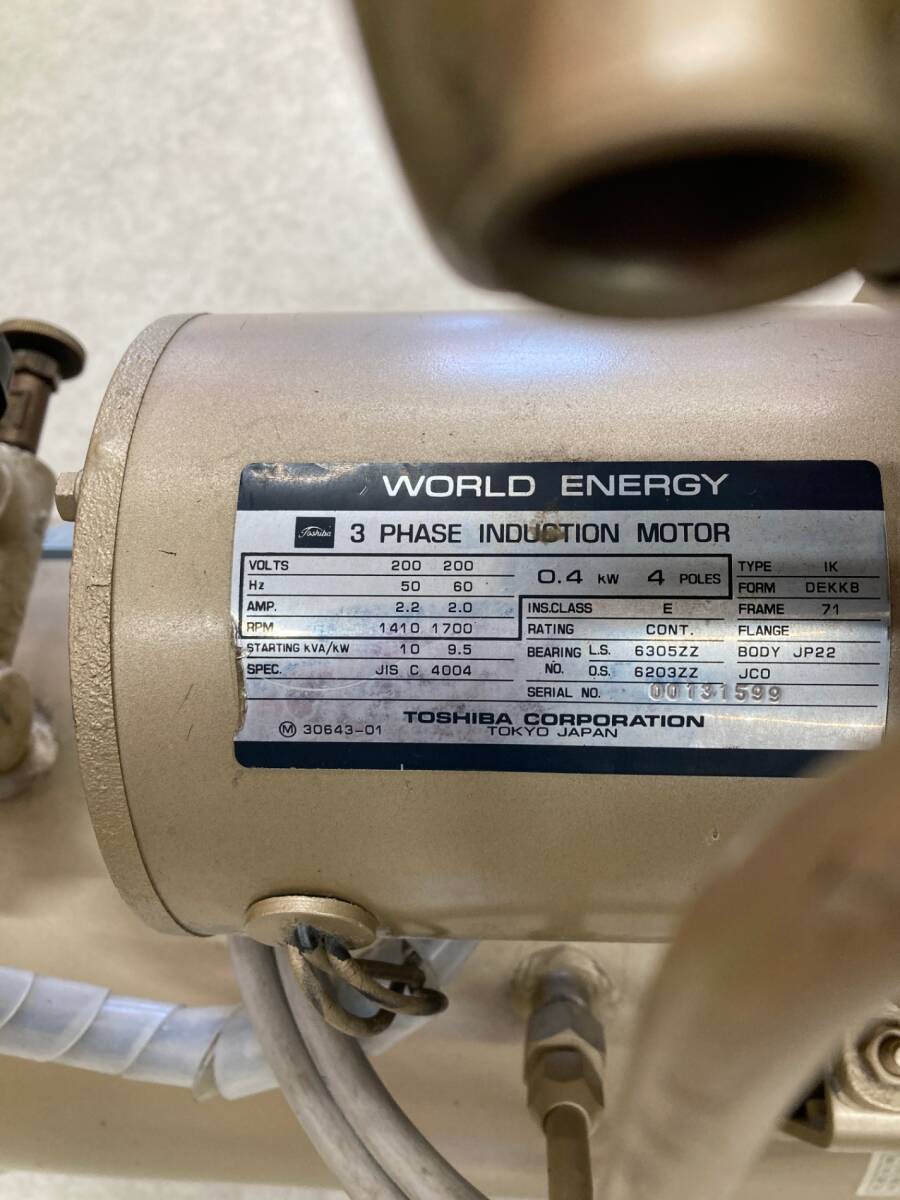 WORLD ENERGY
Toshiba 3 PHASE INDUCTION MOTOR
VOLTS 200 200
Hz 50 60
AMP. 2.2 2.0
RPM 1410 1700
STARTING kVA/kW 10 9.5
SPEC. JIS C 4004
0.4 kW 4 POLES
INS.CLASS E
RATING CONT.
BEARING NO. L.S. 6305ZZ
O.S. 6203ZZ
SERIAL NO. 00131599
TYPE IK
FORM DEKK8
FRAME 71
FLANGE
BODY JP22
JCO
TOSHIBA CORPORATION
M 30643-01 TOKYO JAPAN